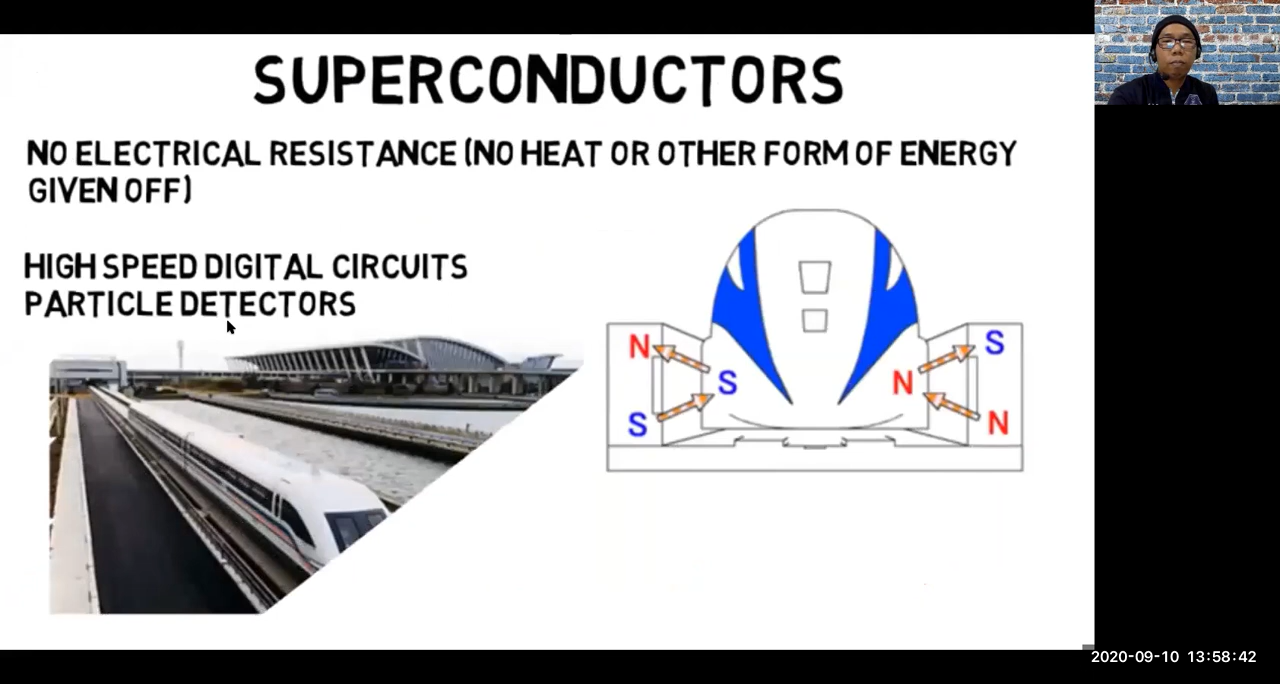 SUPERCONDUCTORS
NO ELECTRICAL RESISTANCE (NO HEAT OR OTHER FORM OF ENERGY
GIVEN OFF)
HIGH SPEED DIGITAL CIRCUITS
PARTICLE DETECTORS
N S
S N
S N
2020-09-10 13:58:42